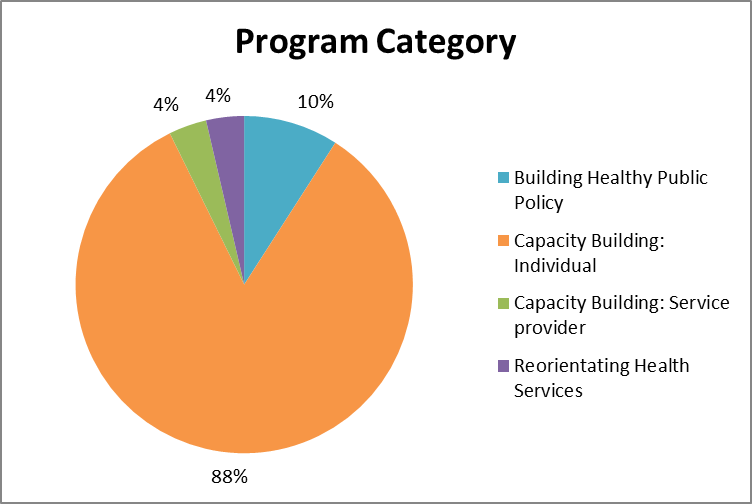 Program Category
4%
4%
10%
88%
Building Healthy Public
Policy
Capacity Building:
Individual
Capacity Building: Service
provider
Reorientating Health
Services